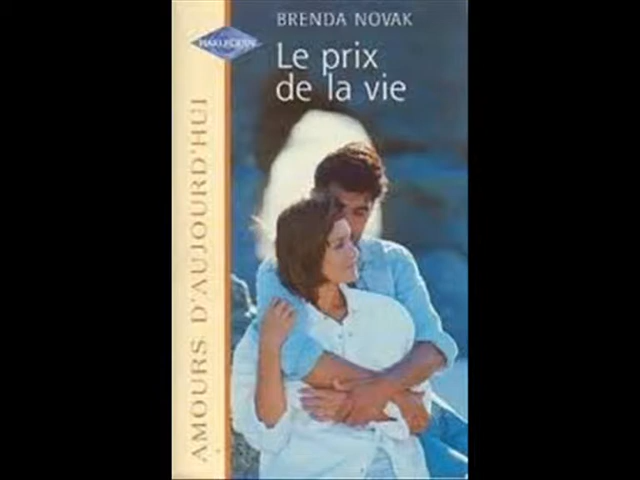 BRENDA NOVAK
HARLEQUIN
Le prix
de la vie
AMOURS D'AUJOURD'HUI